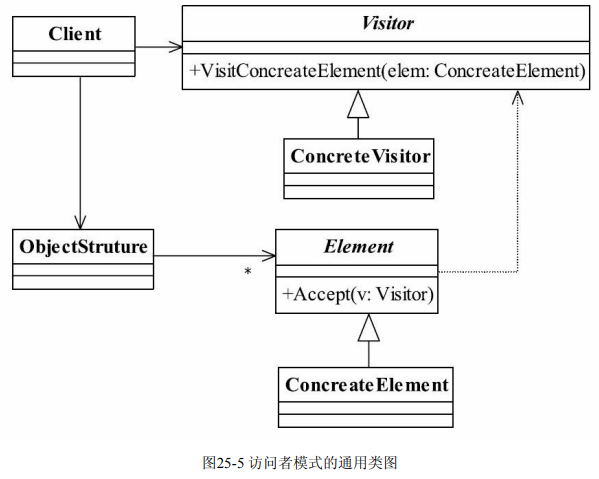 Client
Visitor
+VisitConcreateElement(elem: ConcreateElement)
ConcreteVisitor
ObjectStruture
*
Element
+Accept(v: Visitor)
ConcreateElement
图25-5 访问者模式的通用类图